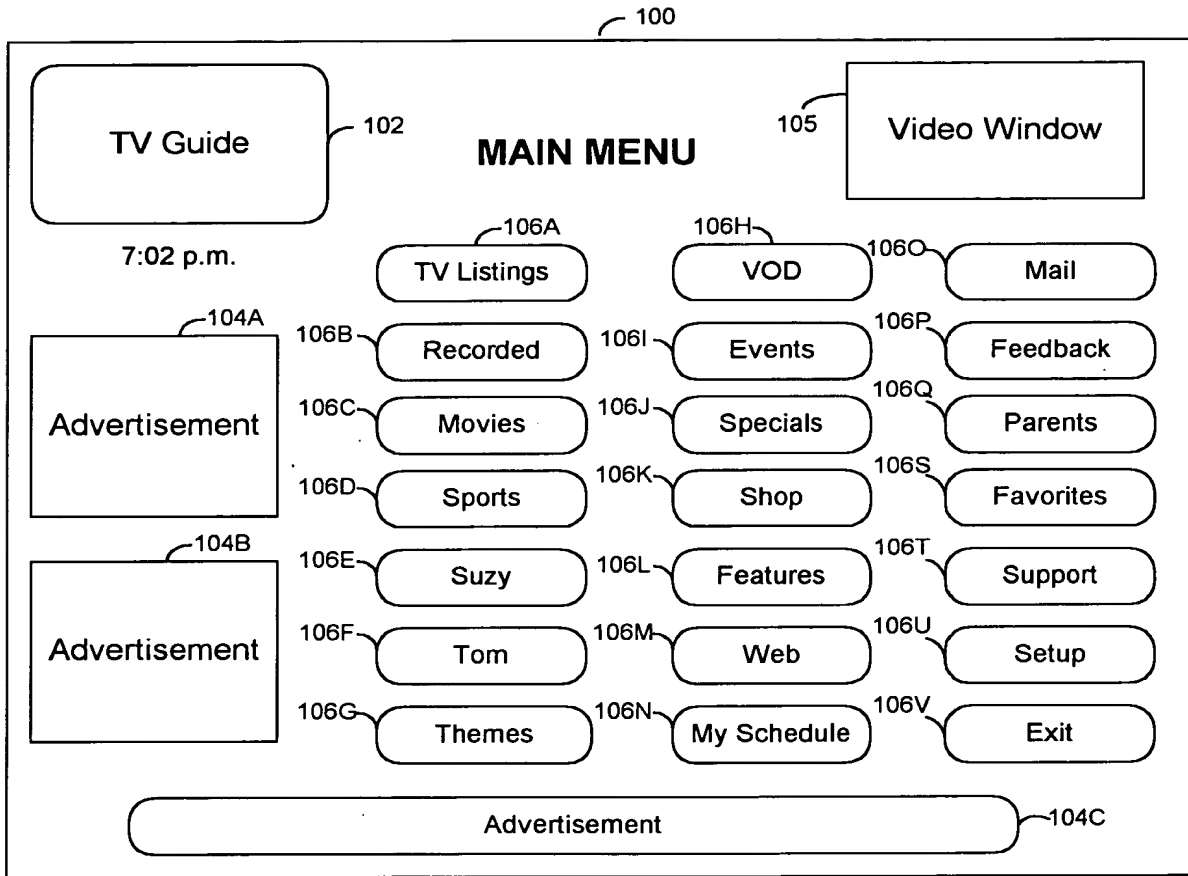 100
TV Guide
102
MAIN MENU
105
Video Window
7:02 p.m.
106A
TV Listings
106H
VOD
106O
Mail
104A
Advertisement
106B
Recorded
106I
Events
106P
Feedback
106C
Movies
106J
Specials
106Q
Parents
106D
Sports
106K
Shop
106S
Favorites
104B
Advertisement
106E
Suzy
106L
Features
106T
Support
106F
Tom
106M
Web
106U
Setup
106G
Themes
106N
My Schedule
106V
Exit
Advertisement
104C